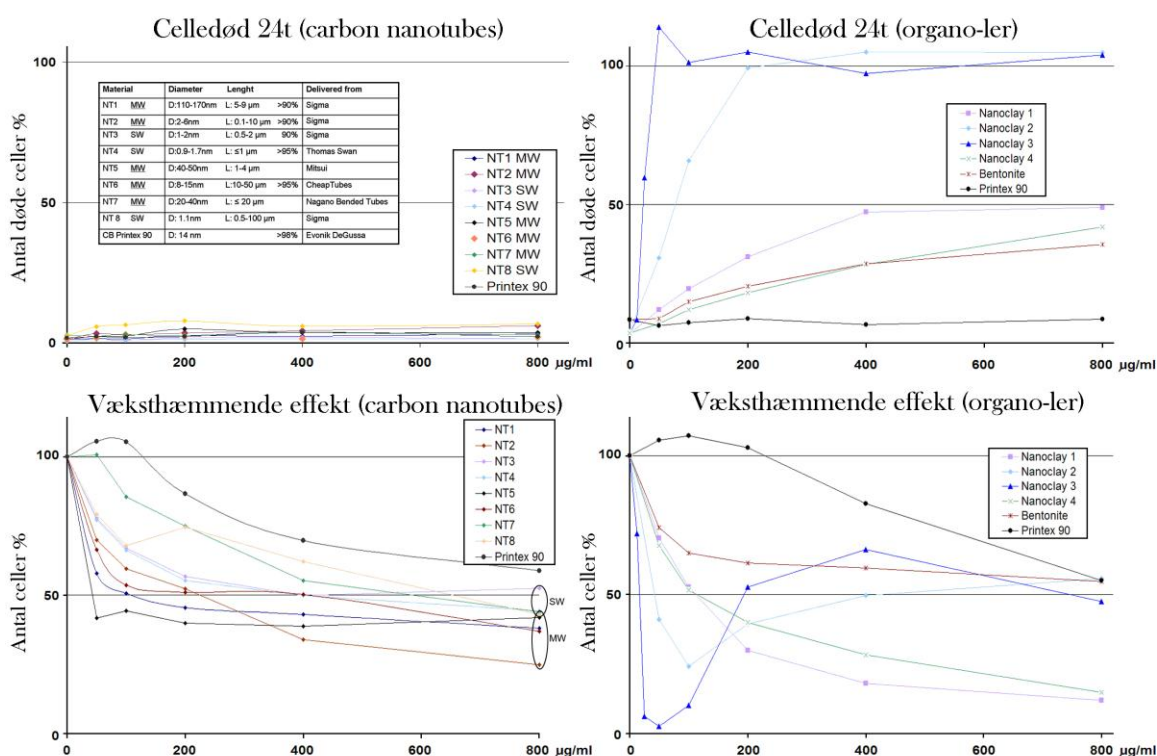 Celledød 24t (carbon nanotubes)
Antal døde celler %
100
50
0
Material Diameter Lenght Delivered from
NT1 MW D:110-170nm L: 5-9 µm >90% Sigma
NT2 MW D:2-6nm L: 0.1-10 µm >90% Sigma
NT3 SW D:1-2nm L: 0.5-2 µm 90% Sigma
NT4 SW D:0.9-1.7nm L: ≤1 µm >95% Thomas Swan
NT5 MW D:40-50nm L: 1-4 µm Mitsui
NT6 MW D:8-15nm L:10-50 µm >95% CheapTubes
NT7 MW D:20-40nm L: ≤ 20 µm Nagano Bended Tubes
NT 8 SW D: 1.1nm L: 0.5-100 µm Sigma
CB Printex 90 D: 14 nm >98% Evonik DeGussa
NT1 MW
NT2 MW
NT3 SW
NT4 SW
NT5 MW
NT6 MW
NT7 MW
NT8 SW
Printex 90
0 200 400 600 800 µg/ml
Celledød 24t (organo-ler)
Antal døde celler %
100
50
0
Nanoclay 1
Nanoclay 2
Nanoclay 3
Nanoclay 4
Bentonite
Printex 90
0 200 400 600 800 µg/ml
Væksthæmmende effekt (carbon nanotubes)
Antal celler %
100
50
0
NT1
NT2
NT3
NT4
NT5
NT6
NT7
NT8
Printex 90
SW
MW
0 200 400 600 800 µg/ml
Væksthæmmende effekt (organo-ler)
Antal celler %
100
50
0
Nanoclay 1
Nanoclay 2
Nanoclay 3
Nanoclay 4
Bentonite
Printex 90
0 200 400 600 800 µg/ml